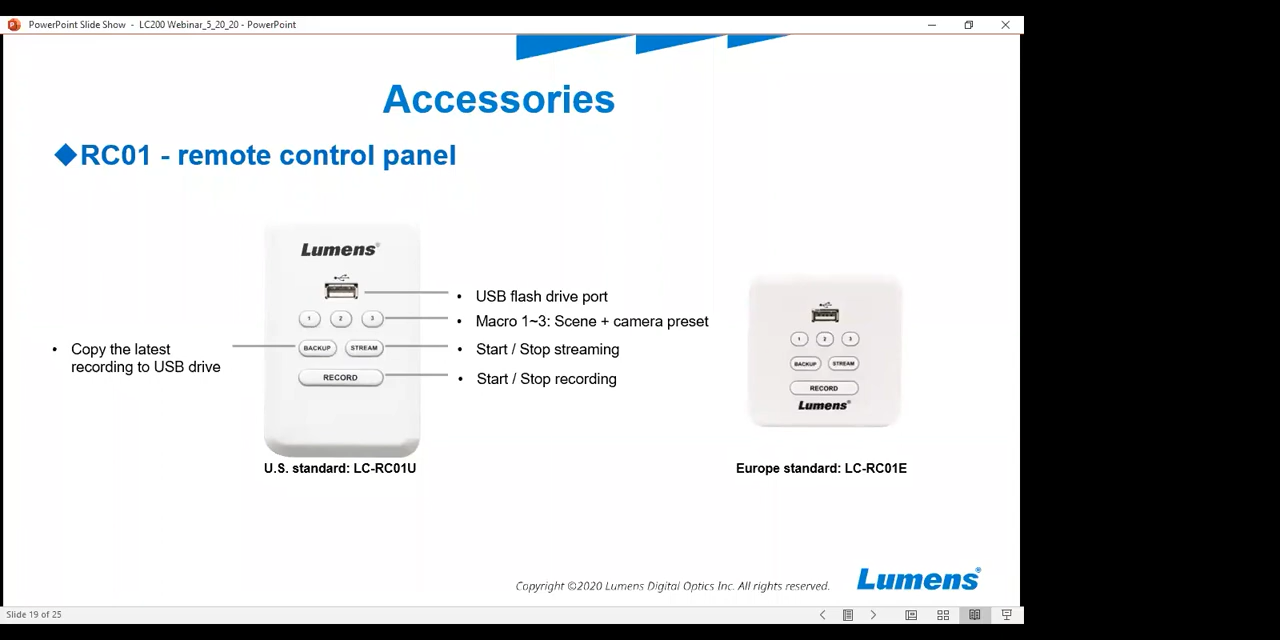 PowerPoint Slide Show - LC200 Webinar_5_20_20 - PowerPoint
Accessories
RC01 - remote control panel
Lumens®
USB flash drive port
1 2 3
Macro 1~3: Scene + camera preset
Copy the latest
recording to USB drive
BACKUP STREAM
Start / Stop streaming
RECORD
Start / Stop recording
U.S. standard: LC-RC01U
1 2 3
BACKUP STREAM
RECORD
Lumens®
Europe standard: LC-RC01E
Copyright ©2020 Lumens Digital Optics Inc. All rights reserved.
Lumens®
Slide 19 of 25